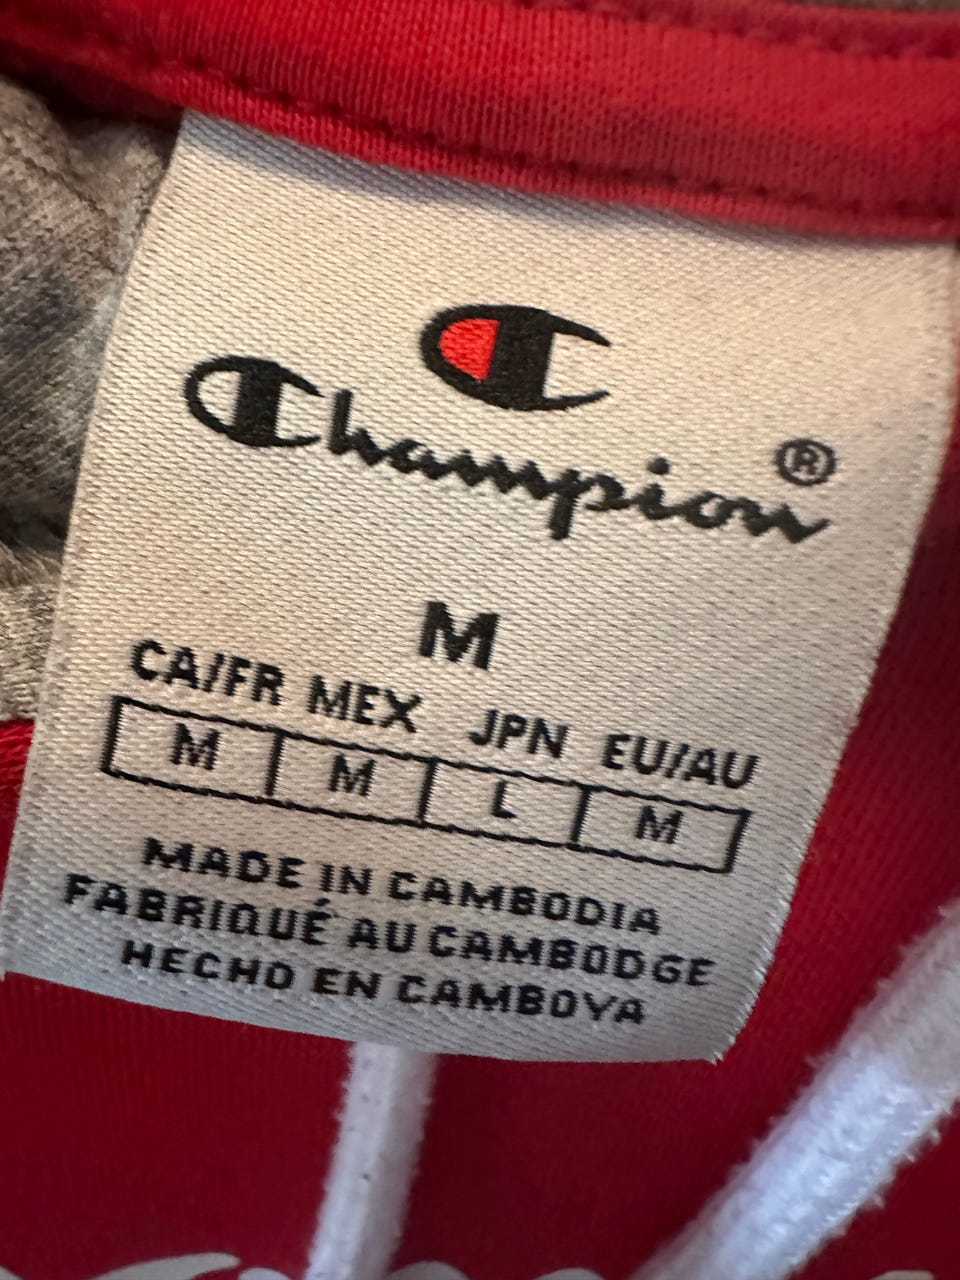 Champion®
M
CA/FR MEX JPN EU/AU
M M L M
MADE IN CAMBODIA
FABRIQUÉ AU CAMBODGE
HECHO EN CAMBOYA